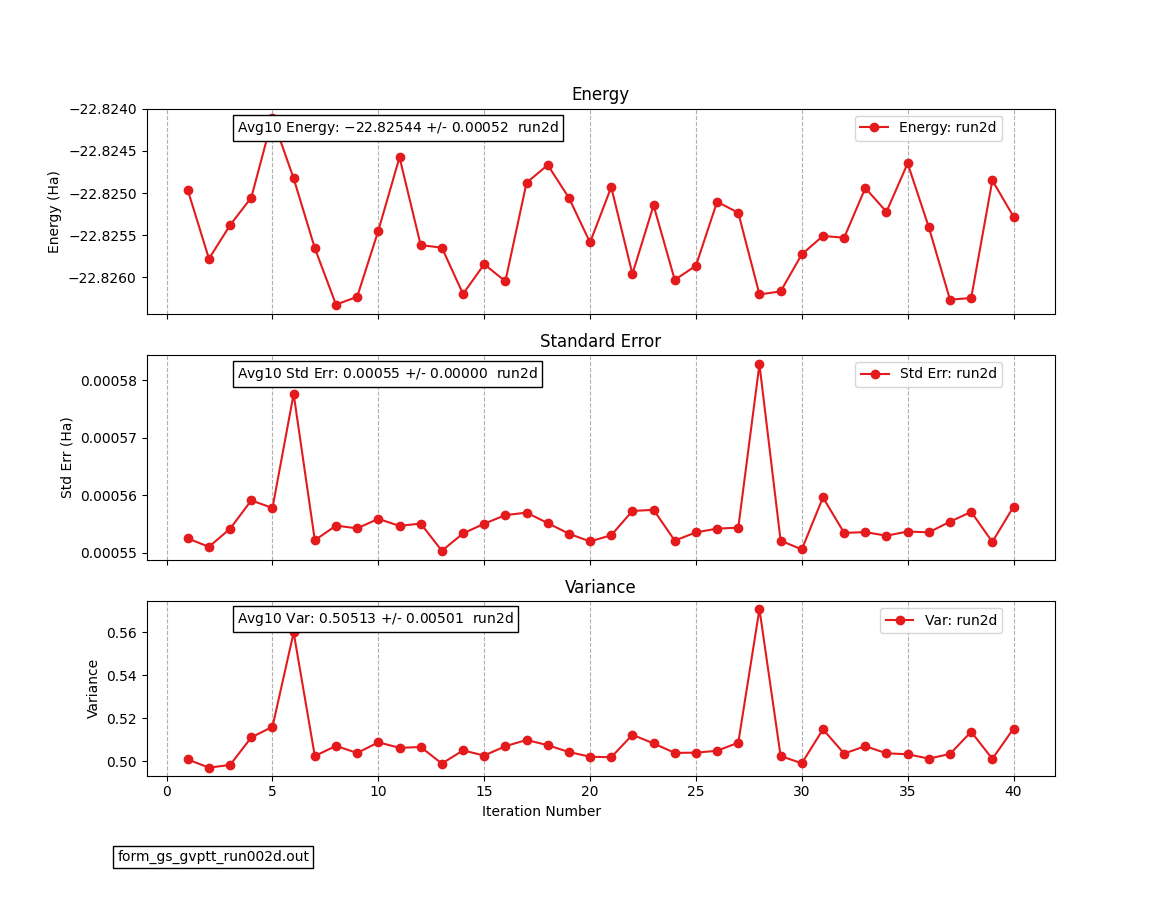 Energy
−22.8240
−22.8245
−22.8250
−22.8255
−22.8260
Energy (Ha)
Avg10 Energy: −22.82544 +/- 0.00052 run2d
Energy: run2d
Standard Error
0.00058
0.00057
0.00056
0.00055
Std Err (Ha)
Avg10 Std Err: 0.00055 +/- 0.00000 run2d
Std Err: run2d
Variance
0.56
0.54
0.52
0.50
Variance
Avg10 Var: 0.50513 +/- 0.00501 run2d
Var: run2d
0 5 10 15 20 25 30 35 40
Iteration Number
form_gs_gvptt_run002d.out